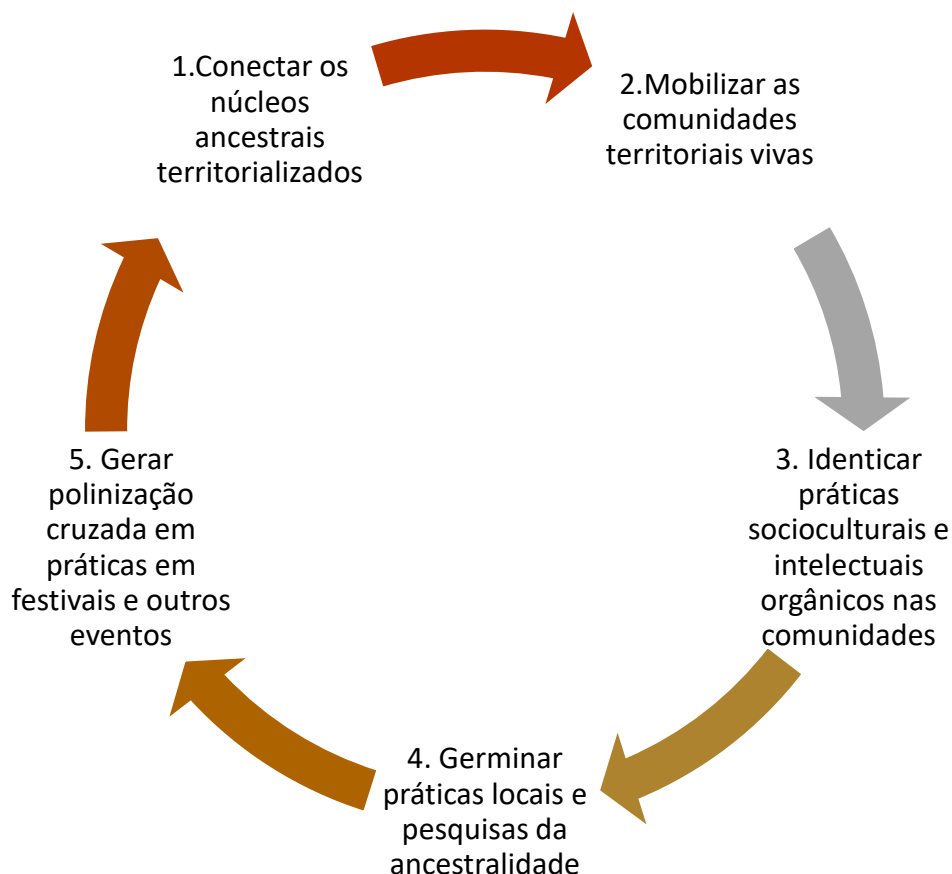 1.Conectar os
núcleos
ancestrais
territorializados
2.Mobilizar as
comunidades
territoriais vivas
3. Identicar
práticas
socioculturais e
intelectuais
orgânicos nas
comunidades
4. Germinar
práticas locais e
pesquisas da
ancestralidade
5. Gerar
polinização
cruzada em
práticas em
festivais e outros
eventos